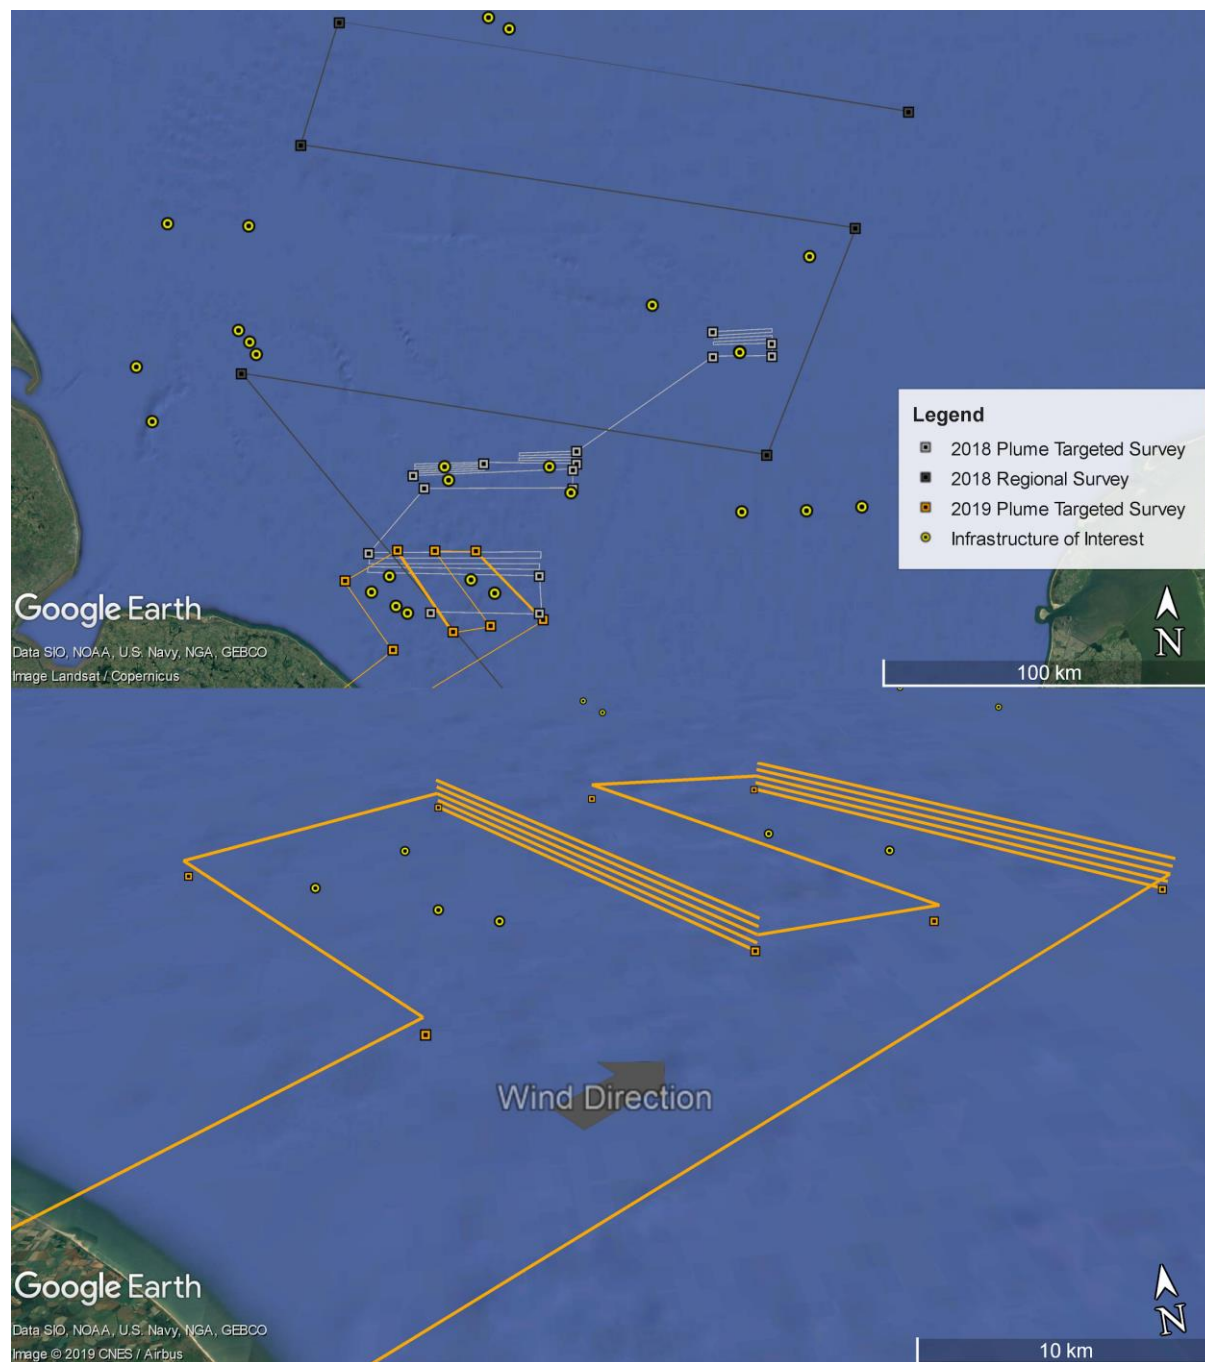 Legend
2018 Plume Targeted Survey
2018 Regional Survey
2019 Plume Targeted Survey
Infrastructure of Interest
Google Earth
Data SIO, NOAA, U.S. Navy, NGA, GEBCO
Image Landsat / Copernicus
N
100 km
Wind Direction
Google Earth
Data SIO, NOAA, U.S. Navy, NGA, GEBCO
Image © 2019 CNES / Airbus
N
10 km